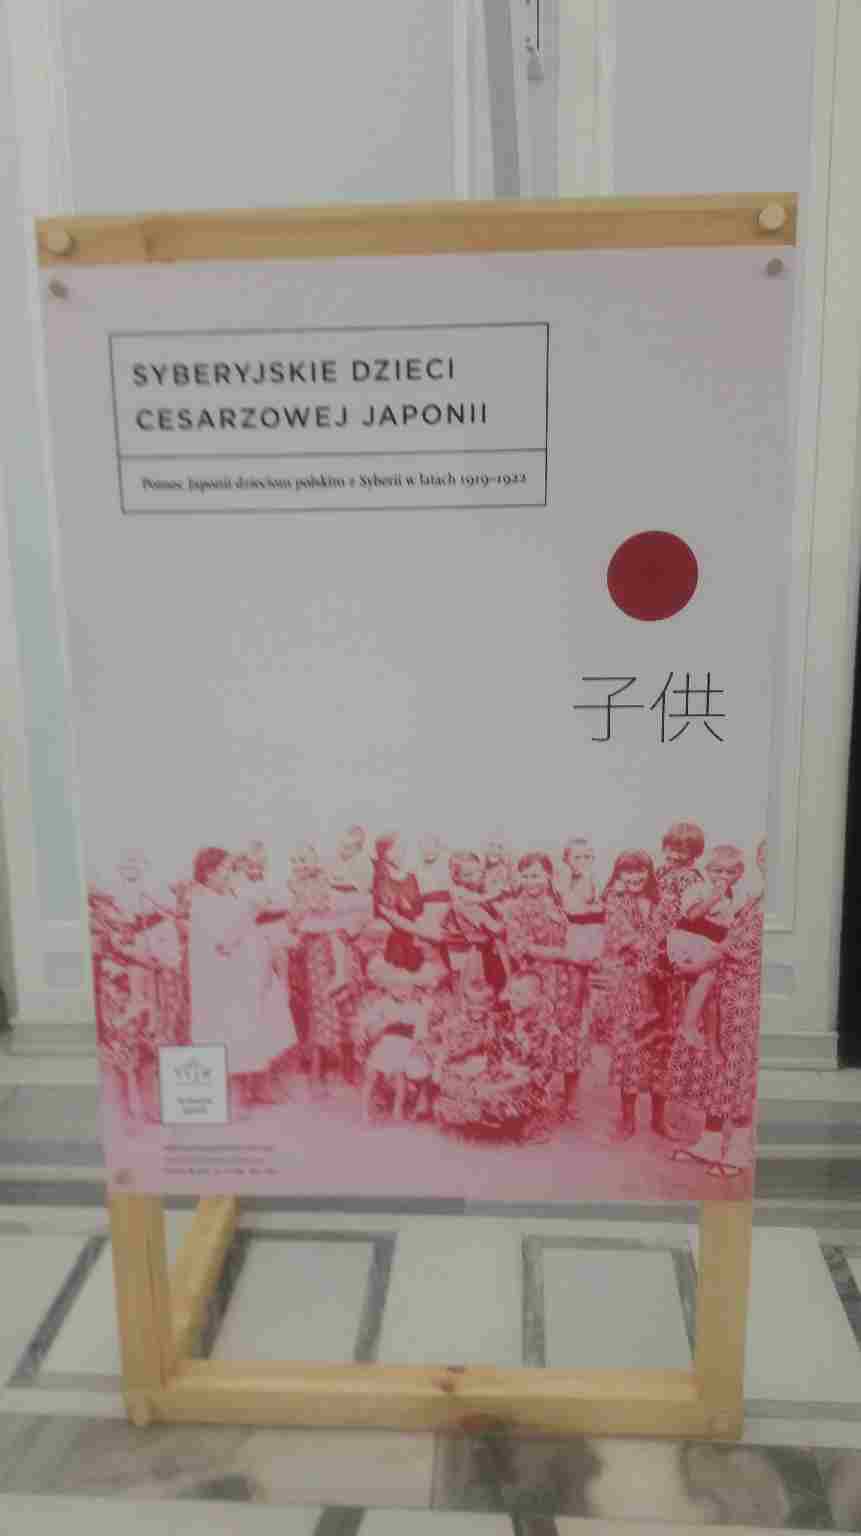 SYBERYJSKIE DZIECI
CESARZOWEJ JAPONII
Pomoc Japonii dzieciom polskim z Syberii w latach 1919–1922
子供